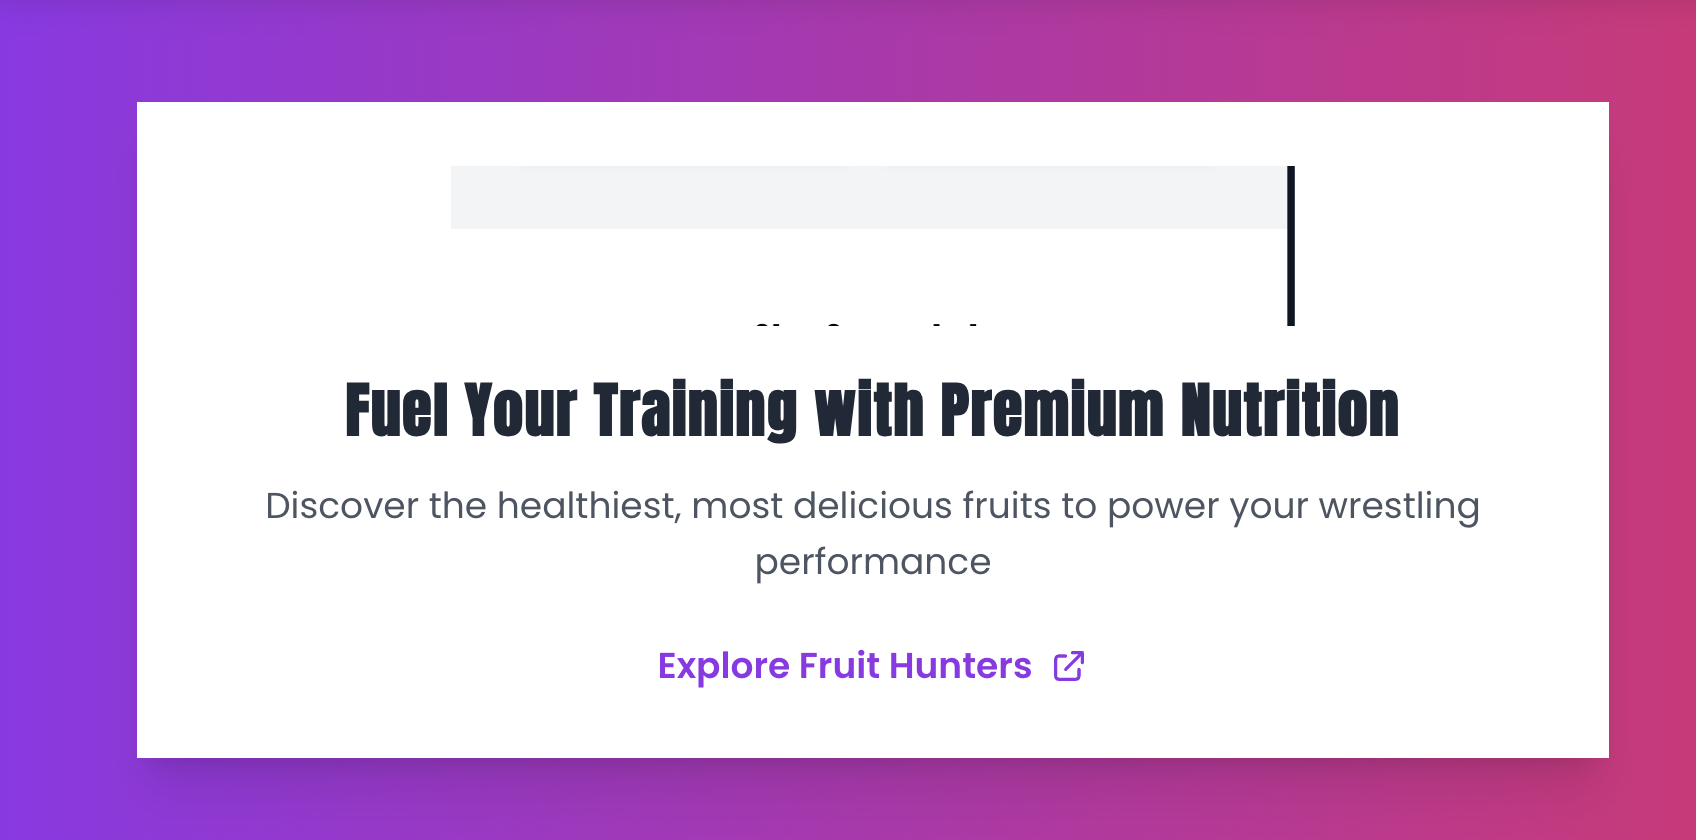 Fuel Your Training with Premium Nutrition
Discover the healthiest, most delicious fruits to power your wrestling
performance
Explore Fruit Hunters